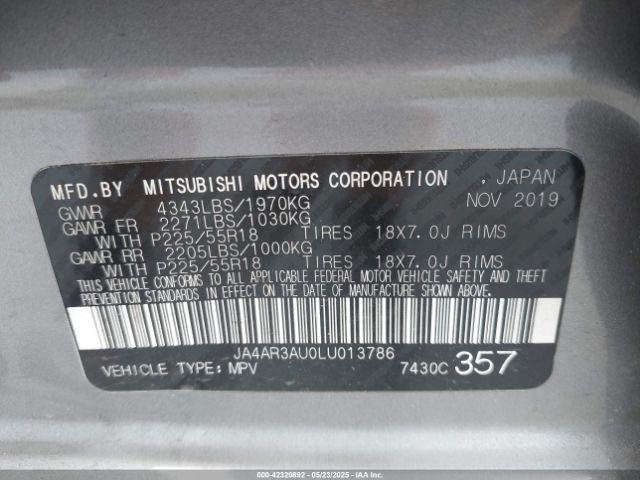 MFD.BY MITSUBISHI MOTORS CORPORATION , JAPAN
GVWR 4343LBS/1970KG NOV 2019
GAWR FR 2271LBS/1030KG
WITH P225/55R18 TIRES 18X7.0J RIMS
GAWR RR 2205LBS/1000KG
WITH P225/55R18 TIRES 18X7.0J RIMS
THIS VEHICLE CONFORMS TO ALL APPLICABLE FEDERAL MOTOR VEHICLE SAFETY AND THEFT
PREVENTION STANDARDS IN EFFECT ON THE DATE OF MANUFACTURE SHOWN ABOVE.
JA4AR3AU0LU013786
VEHICLE TYPE: MPV 7430C 357
000-42320892 - 05/23/2025 - IAAI.COM